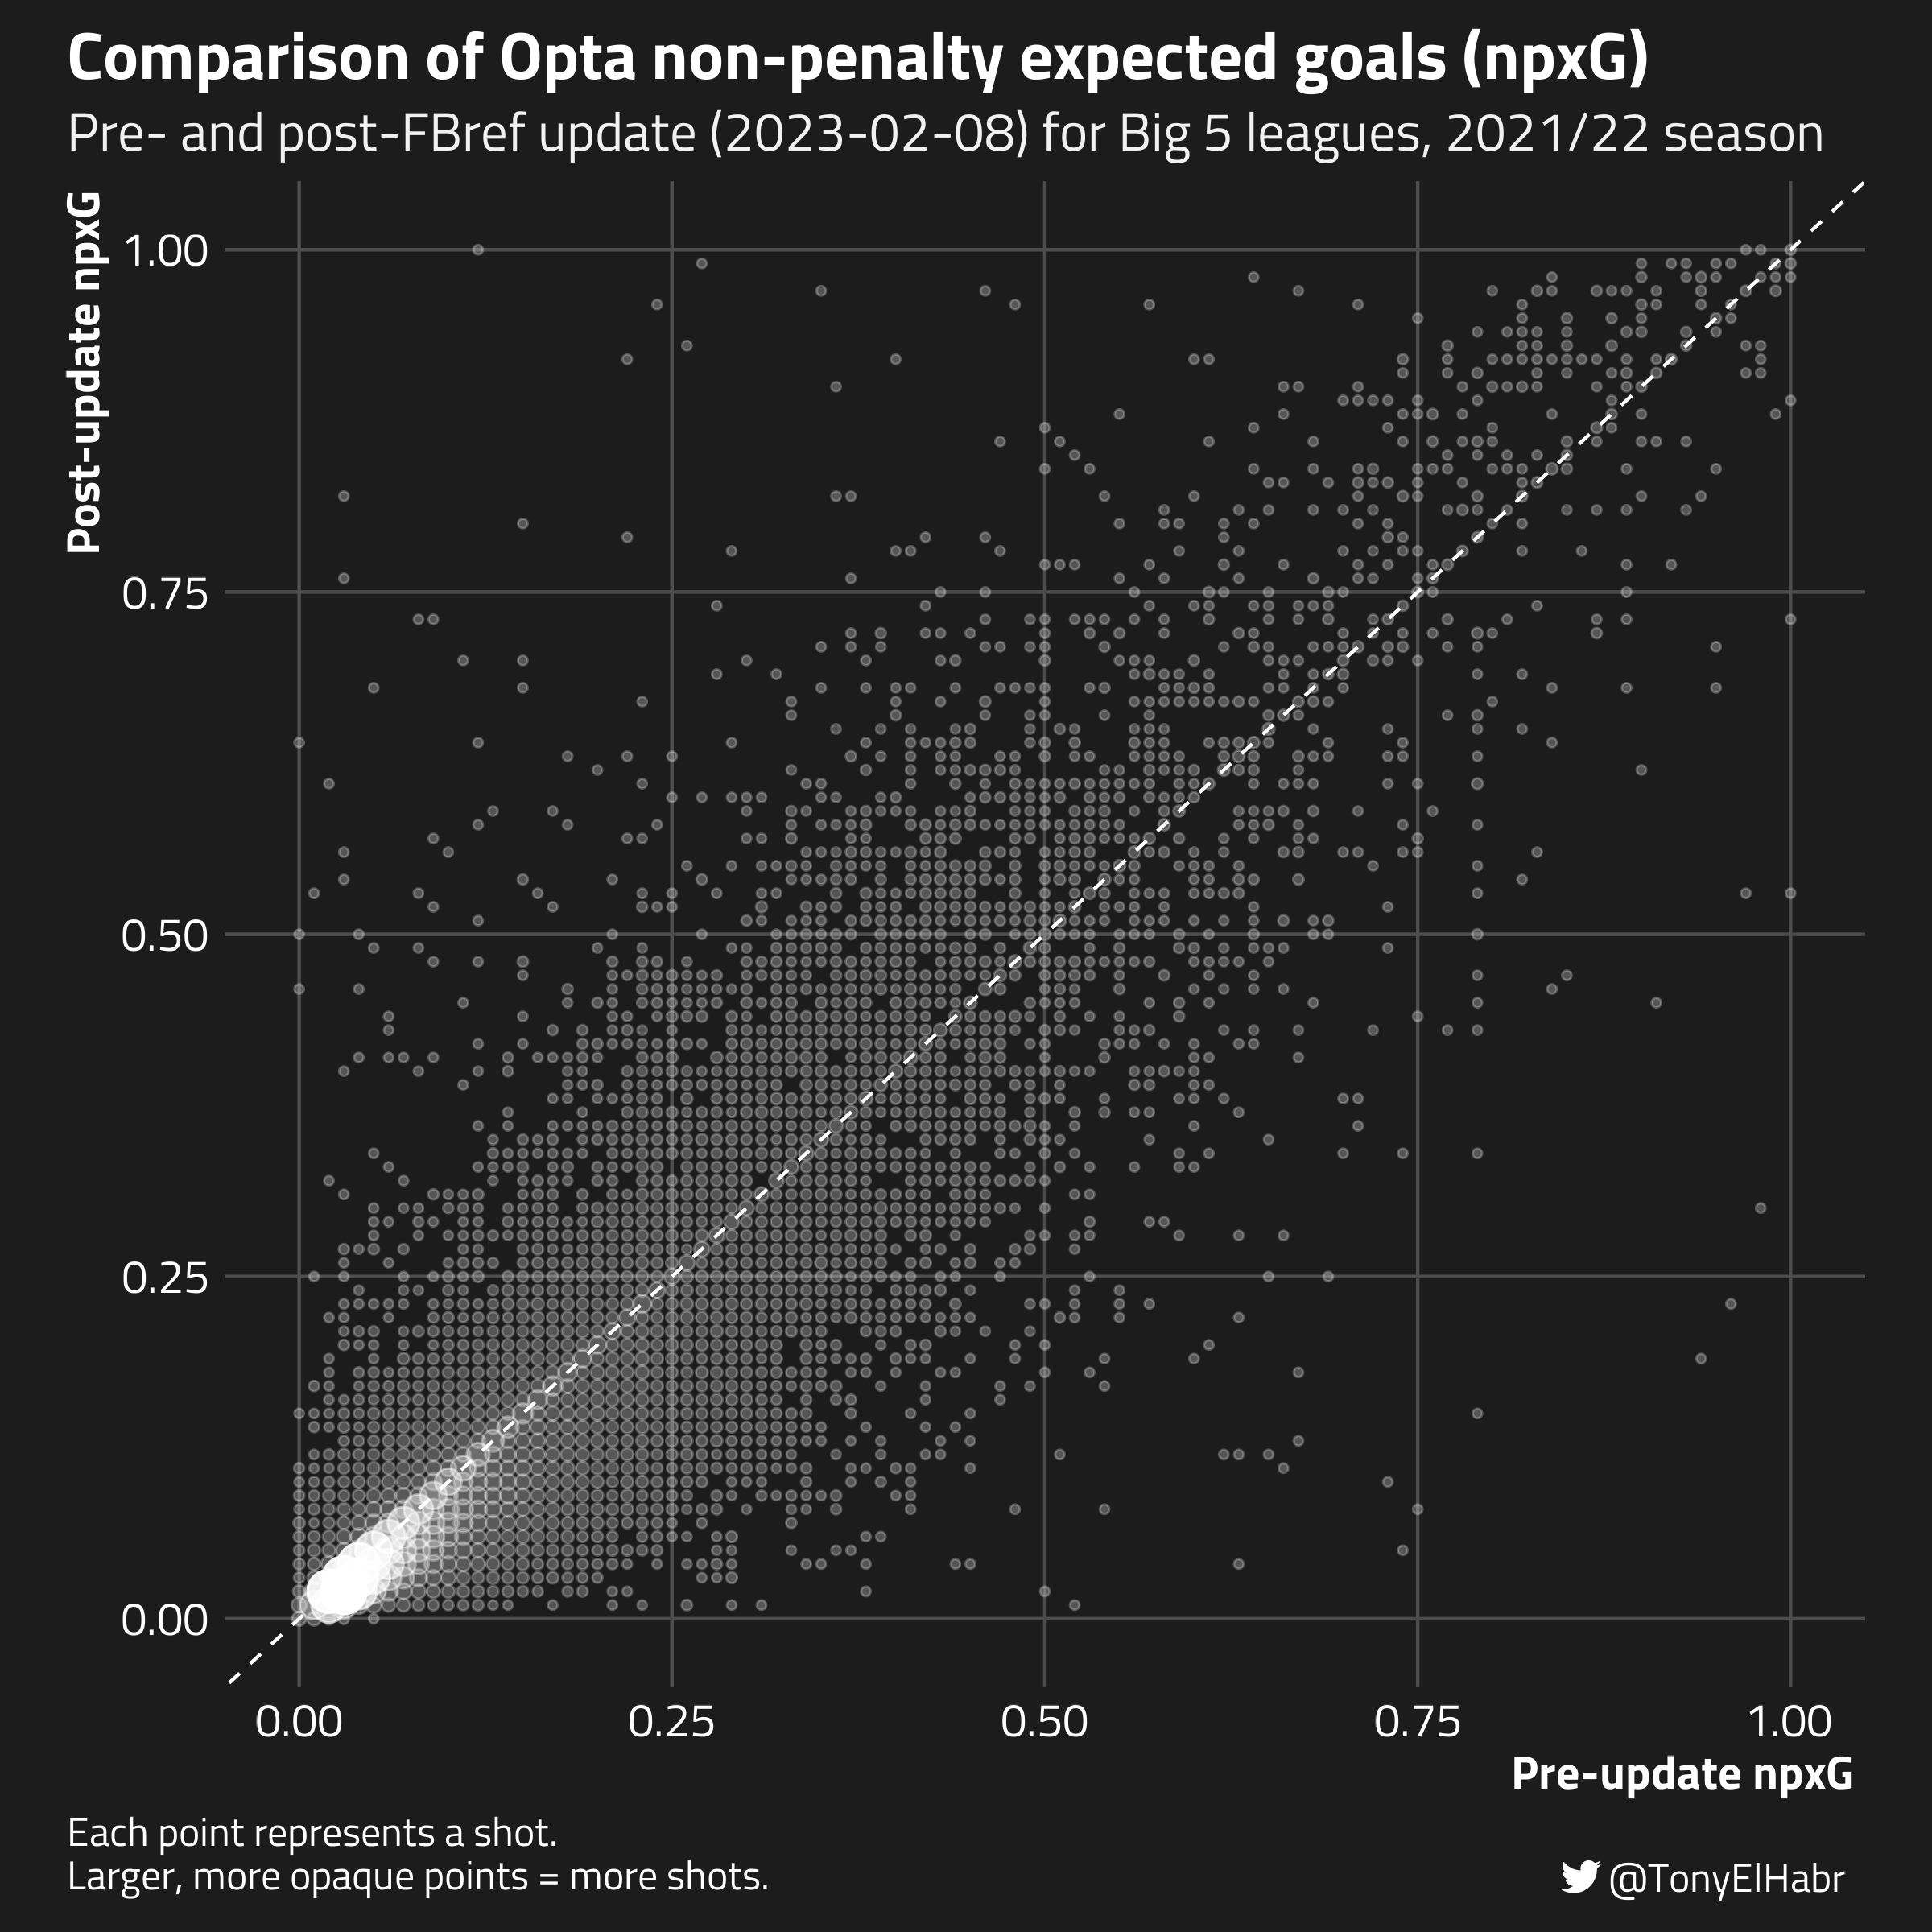 Comparison of Opta non-penalty expected goals (npxG)
Pre- and post-FBref update (2023-02-08) for Big 5 leagues, 2021/22 season
Post-update npxG
1.00
0.75
0.50
0.25
0.00
0.00 0.25 0.50 0.75 1.00
Pre-update npxG
Each point represents a shot.
Larger, more opaque points = more shots.
@TonyElHabr